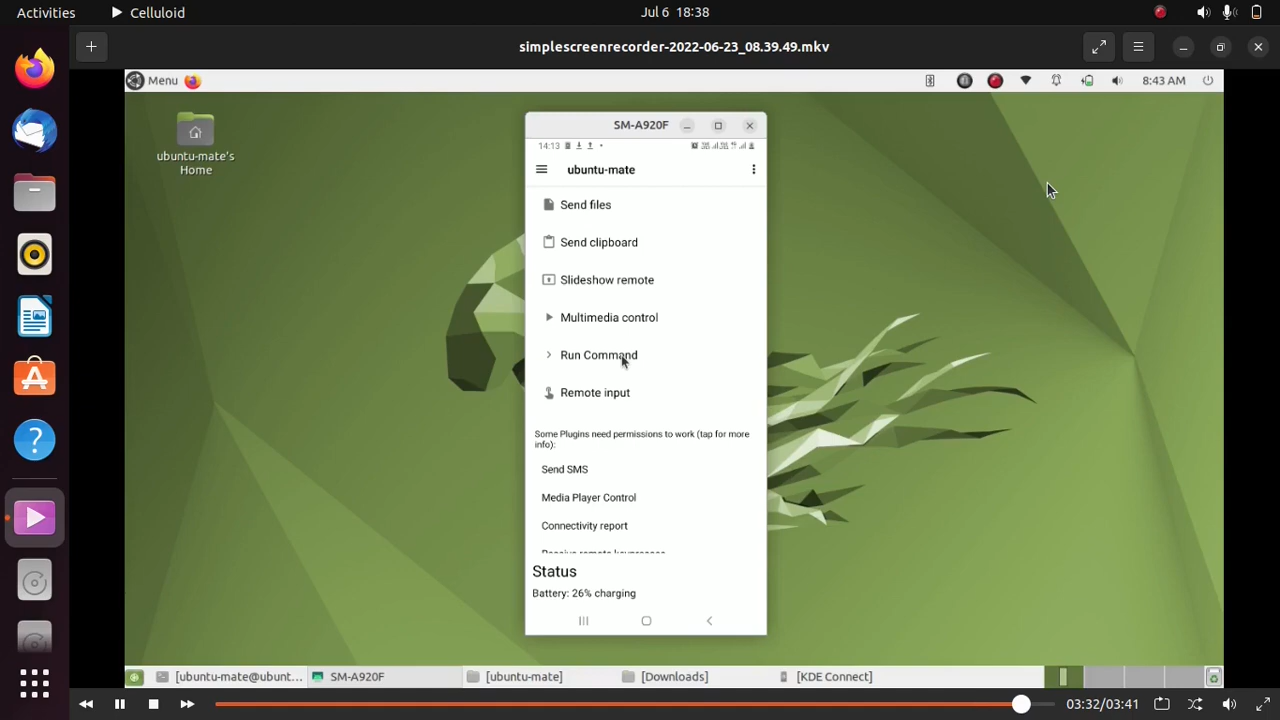 Activities
Celluloid
Jul 6 18:38
simplescreenrecorder-2022-06-23_08.39.49.mkv
Menu
8:43 AM
ubuntu-mate's
Home
SM-A920F
14:13
ubuntu-mate
Send files
Send clipboard
Slideshow remote
Multimedia control
Run Command
Remote input
Some Plugins need permissions to work (tap for more
info):
Send SMS
Media Player Control
Connectivity report
Status
Battery: 26% charging
[ubuntu-mate@ubunt...
SM-A920F
[ubuntu-mate]
[Downloads]
[KDE Connect]
03:32/03:41